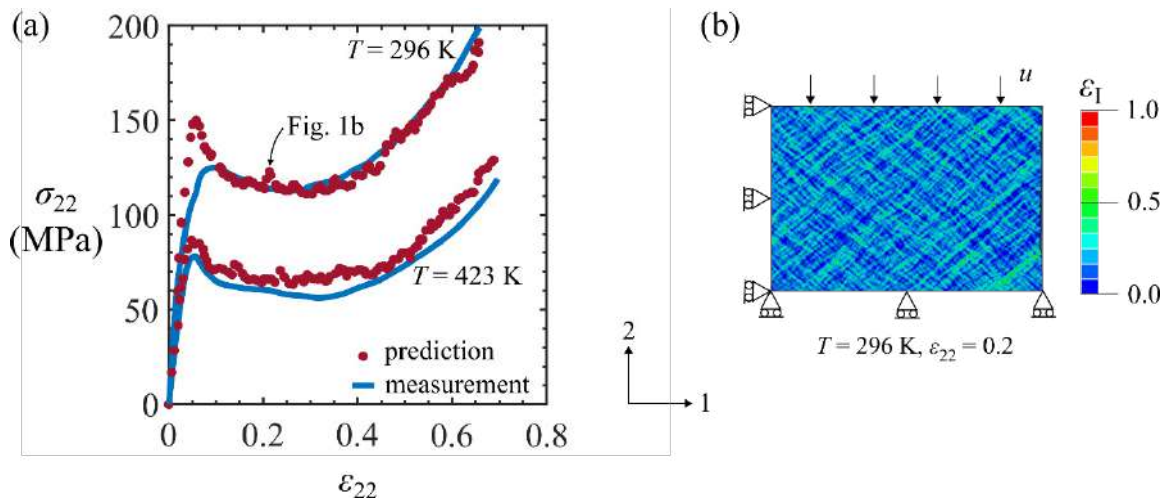 (a)
200
150
100
50
0
σ22
(MPa)
T = 296 K
Fig. 1b
T = 423 K
prediction
measurement
0 0.2 0.4 0.6 0.8
ε22
2
1
(b)
u
εI
1.0
0.5
0.0
T = 296 K, ε22 = 0.2